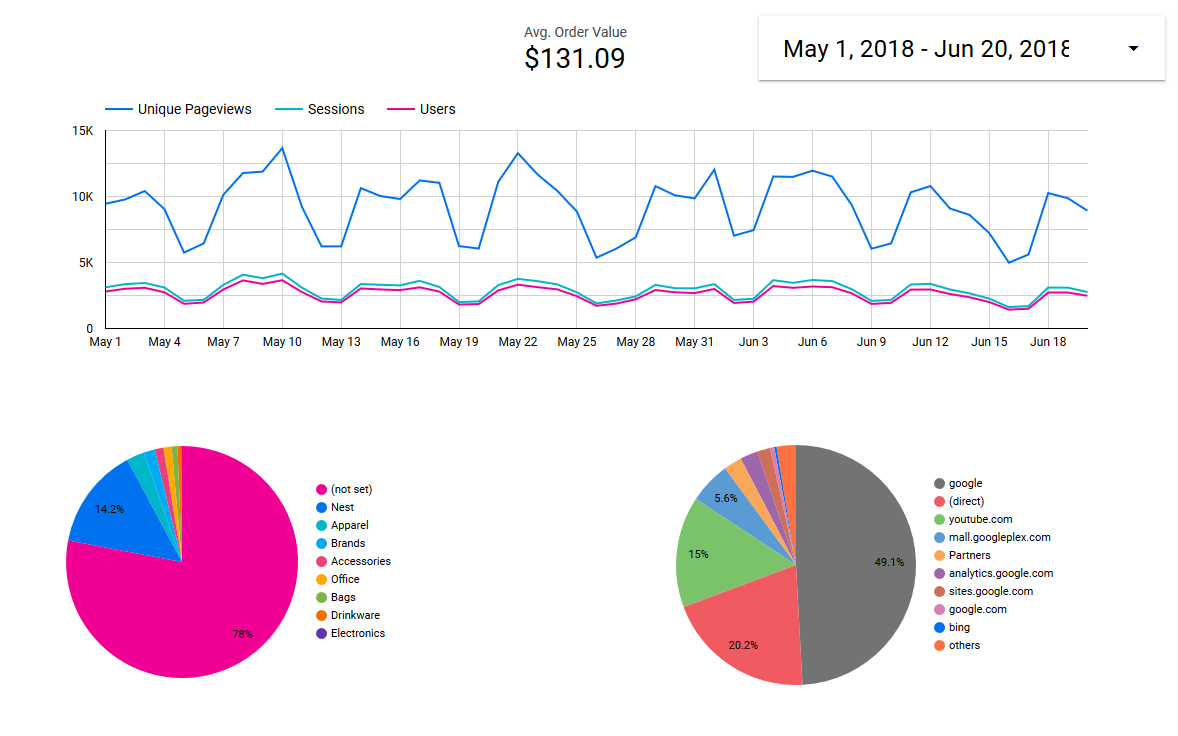 Avg. Order Value
$131.09
May 1, 2018 - Jun 20, 2018
Unique Pageviews Sessions Users
15K
10K
5K
0
May 1 May 4 May 7 May 10 May 13 May 16 May 19 May 22 May 25 May 28 May 31 Jun 3 Jun 6 Jun 9 Jun 12 Jun 15 Jun 18
14.2%
78%
(not set)
Nest
Apparel
Brands
Accessories
Office
Bags
Drinkware
Electronics
5.6%
15%
49.1%
20.2%
google
(direct)
youtube.com
mall.googleplex.com
Partners
analytics.google.com
sites.google.com
google.com
bing
others